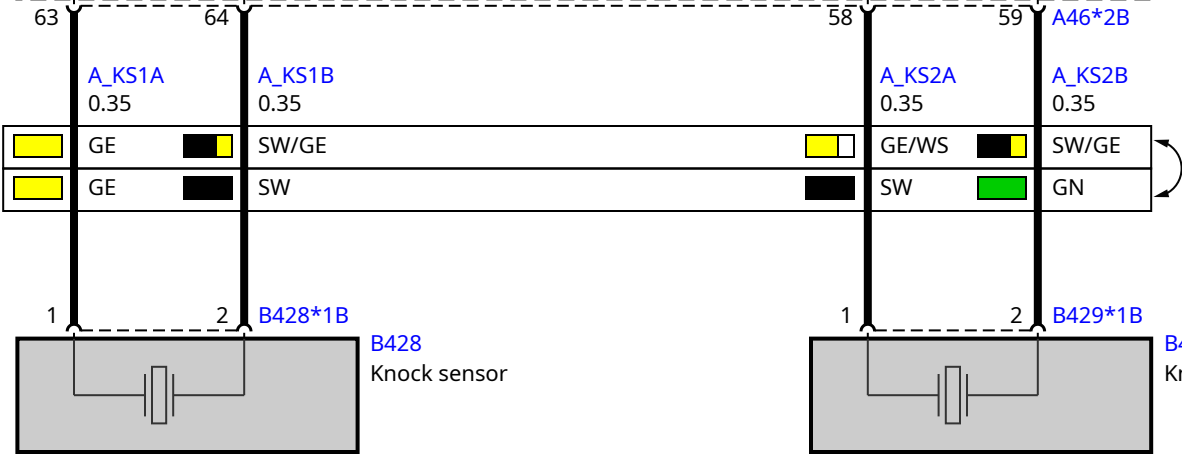 63 64 58 59 A46*2B
A_KS1A A_KS1B A_KS2A A_KS2B
0.35 0.35 0.35 0.35
GE SW/GE GE/WS SW/GE
GE SW SW GN
1 2 B428*1B 1 2 B429*1B
B428
Knock sensor